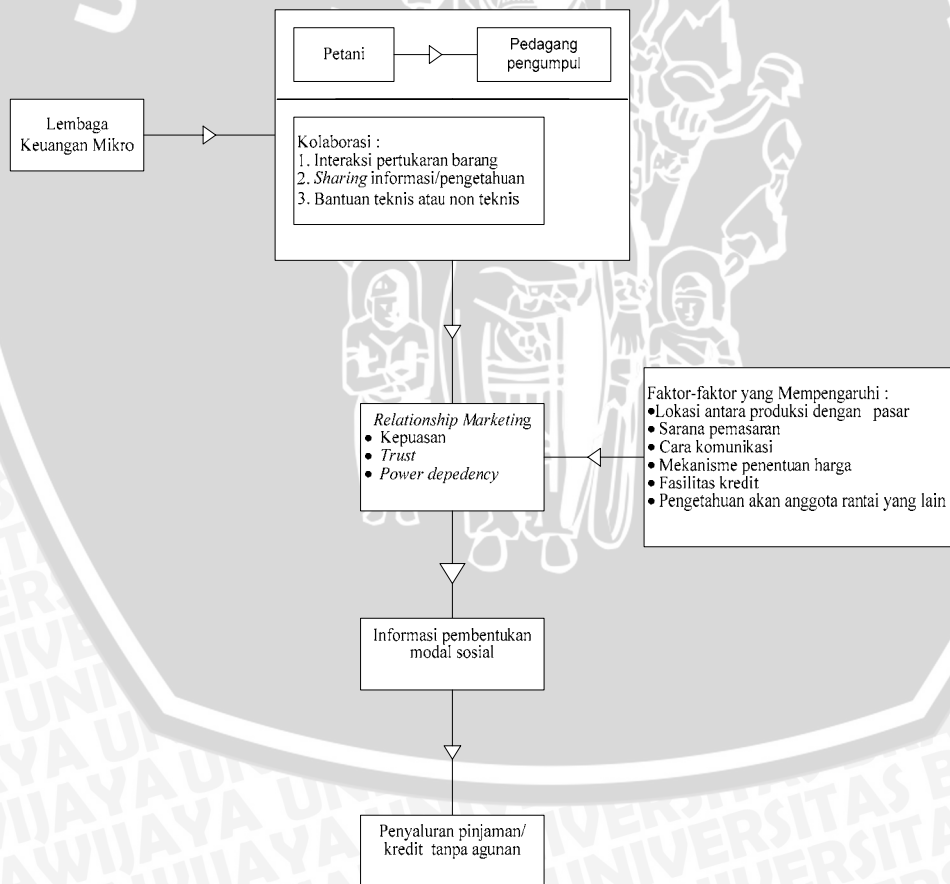 Petani
Pedagang
pengumpul
Lembaga
Keuangan Mikro
Kolaborasi :
1. Interaksi pertukaran barang
2. Sharing informasi/pengetahuan
3. Bantuan teknis atau non teknis
Relationship Marketing
• Kepuasan
• Trust
• Power depedency
Faktor-faktor yang Mempengaruhi :
•Lokasi antara produksi dengan pasar
• Sarana pemasaran
• Cara komunikasi
• Mekanisme penentuan harga
• Fasilitas kredit
• Pengetahuan akan anggota rantai yang lain
Informasi pembentukan
modal sosial
Penyaluran pinjaman/
kredit tanpa agunan